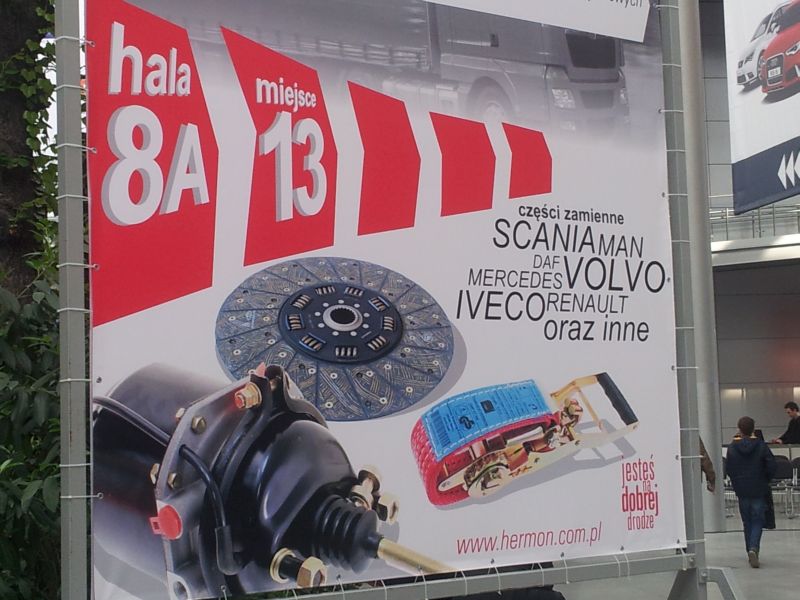 hala
8A
miejsce
13
części zamienne
SCANIA MAN
DAF
MERCEDES VOLVO
IVECO RENAULT
oraz inne
jesteś
na
dobrej
drodze
www.hermon.com.pl